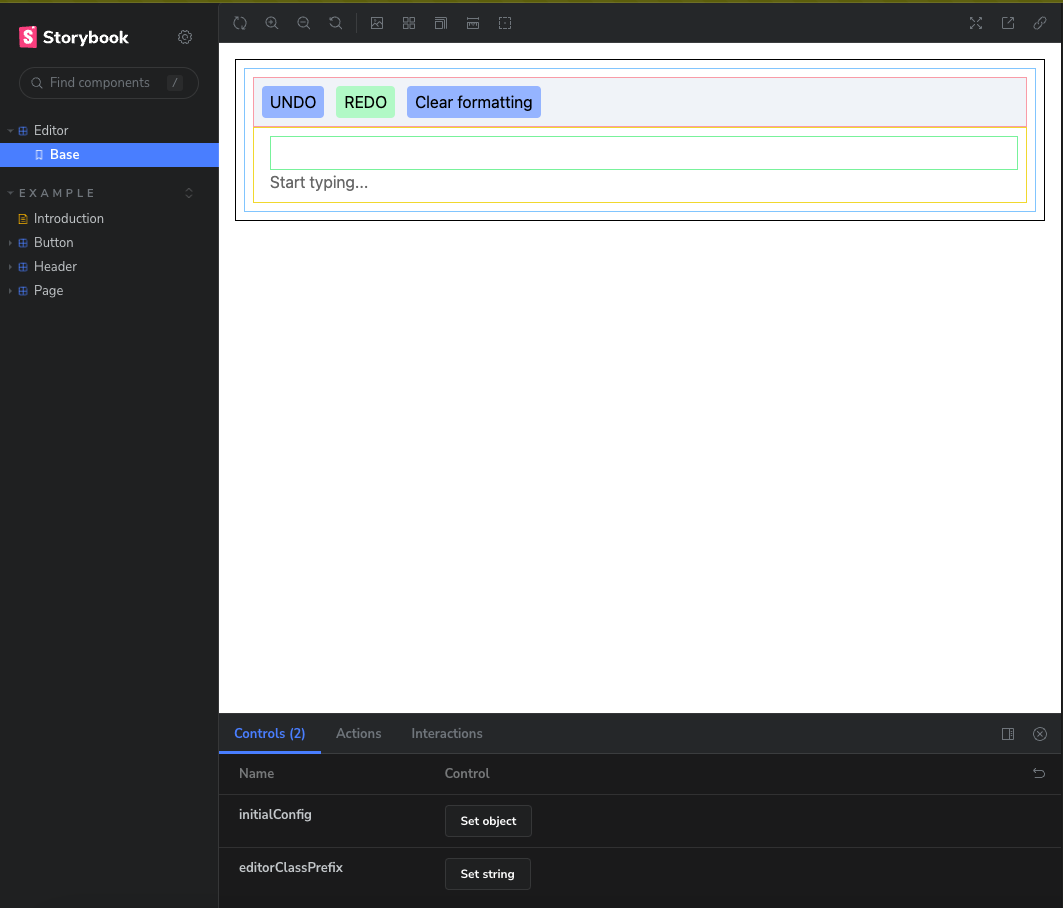 Storybook
Find components /
Editor
Base
EXAMPLE
Introduction
Button
Header
Page
UNDO REDO Clear formatting
Start typing...
Controls (2) Actions Interactions
Name Control
initialConfig Set object
editorClassPrefix Set string